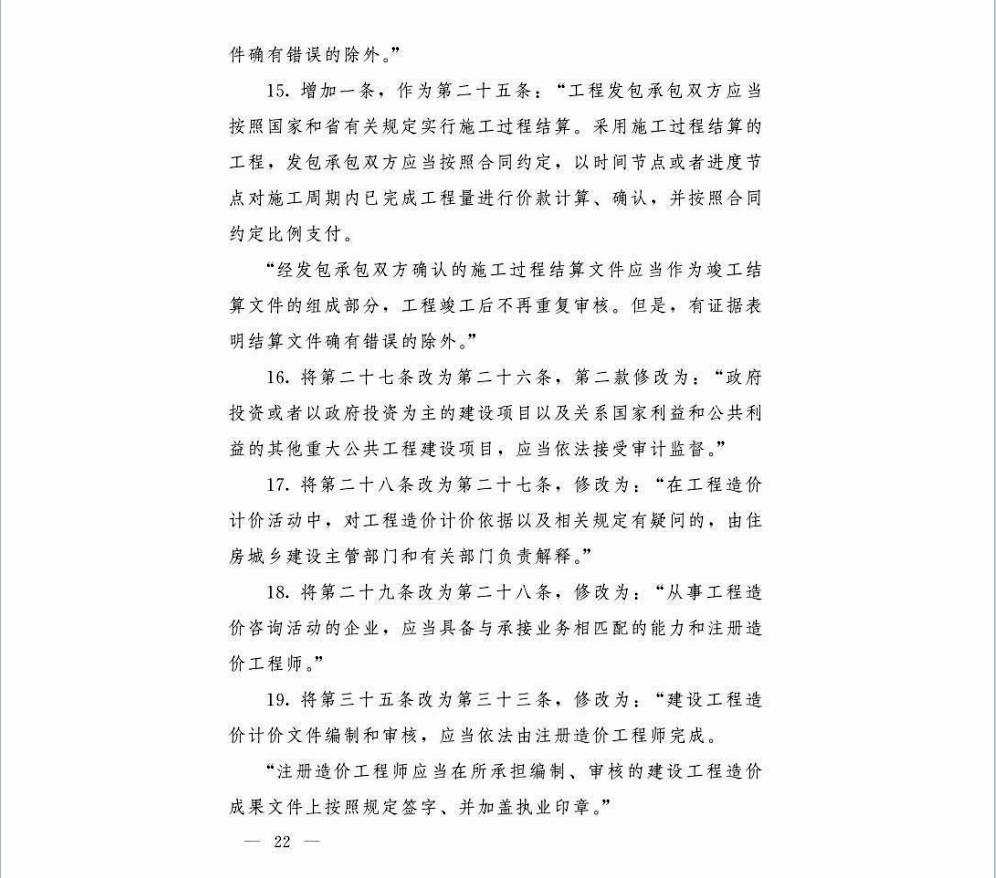 件确有错误的除外。”
15. 增加一条，作为第二十五条：“工程发包承包双方应当
按照国家和省有关规定实行施工过程结算。采用施工过程结算的
工程，发包承包双方应当按照合同约定，以时间节点或者进度节
点对施工周期内已完成工程量进行价款计算、确认，并按照合同
约定比例支付。
“经发包承包双方确认的施工过程结算文件应当作为竣工结
算文件的组成部分，工程竣工后不再重复审核。但是，有证据表
明结算文件确有错误的除外。”
16. 将第二十七条改为第二十六条，第二款修改为：“政府
投资或者以政府投资为主的建设项目以及关系国家利益和公共利
益的其他重大公共工程建设项目，应当依法接受审计监督。”
17. 将第二十八条改为第二十七条，修改为：“在工程造价
计价活动中，对工程造价计价依据以及相关规定有疑问的，由住
房城乡建设主管部门和有关部门负责解释。”
18. 将第二十九条改为第二十八条，修改为：“从事工程造
价咨询活动的企业，应当具备与承接业务相匹配的能力和注册造
价工程师。”
19. 将第三十五条改为第三十三条，修改为：“建设工程造
价计价文件编制和审核，应当依法由注册造价工程师完成。
“注册造价工程师应当在所承担编制、审核的建设工程造价
成果文件上按照规定签字、并加盖执业印章。”
— 22 —